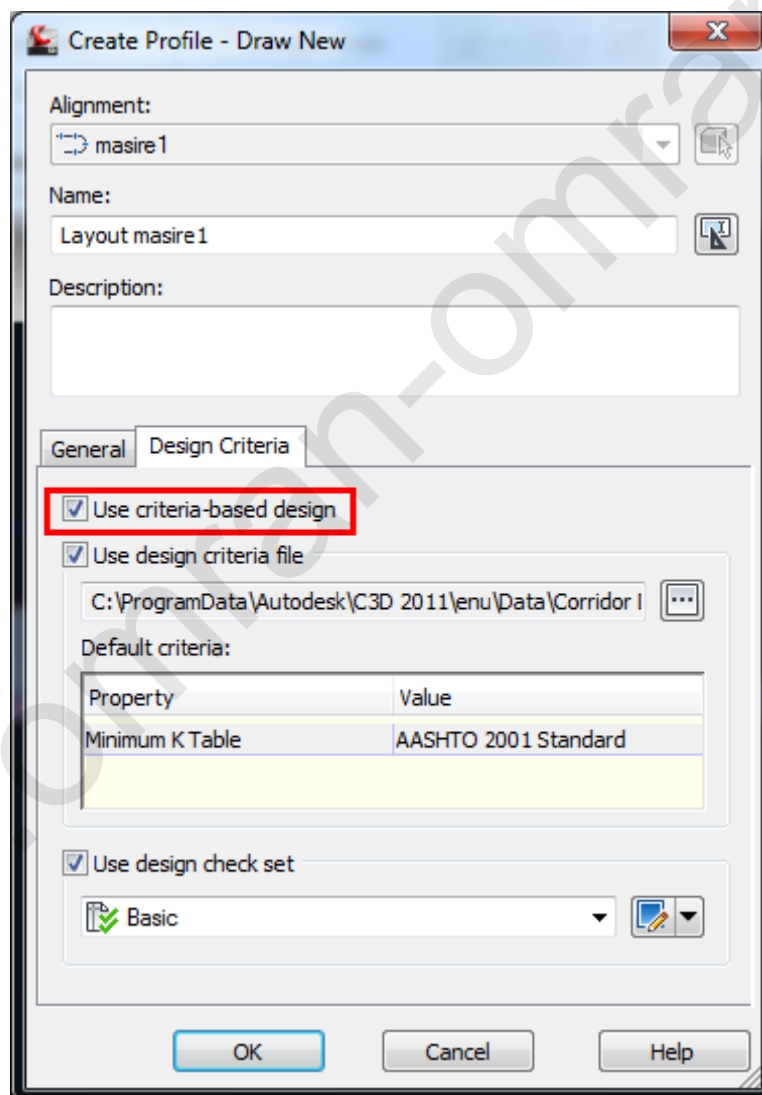 Create Profile - Draw New
Alignment:
masire1
Name:
Layout masire1
Description:
General Design Criteria
Use criteria-based design
Use design criteria file
C:\ProgramData\Autodesk\C3D 2011\enu\Data\Corridor I
Default criteria:
Property Value
Minimum K Table AASHTO 2001 Standard
Use design check set
Basic
OK Cancel Help
omran-omra